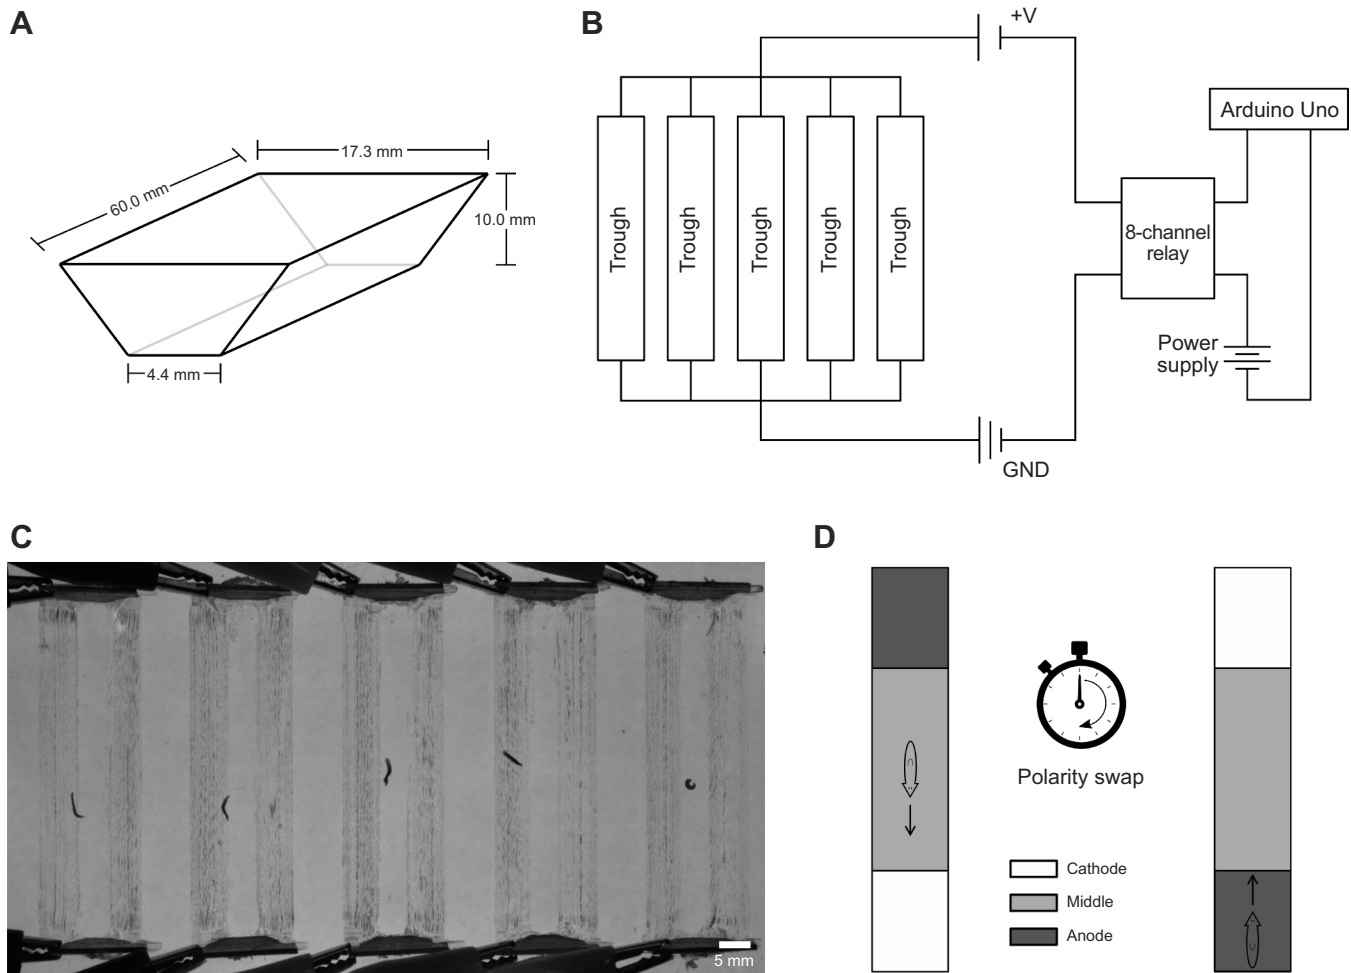 A
17.3 mm
60.0 mm
10.0 mm
4.4 mm
B
+V
Arduino Uno
Trough
Trough
Trough
Trough
Trough
8-channel
relay
Power
supply
GND
C
5 mm
D
Polarity swap
Cathode
Middle
Anode